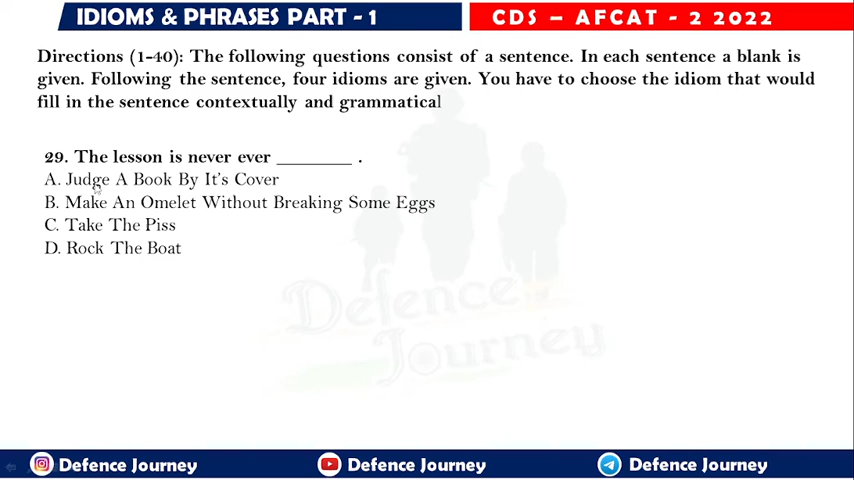 IDIOMS & PHRASES PART - 1
CDS – AFCAT - 2 2022
Directions (1-40): The following questions consist of a sentence. In each sentence a blank is
given. Following the sentence, four idioms are given. You have to choose the idiom that would
fill in the sentence contextually and grammatical
29. The lesson is never ever ________ .
A. Judge A Book By It's Cover
B. Make An Omelet Without Breaking Some Eggs
C. Take The Piss
D. Rock The Boat
Defence
Journey
Defence Journey
Defence Journey
Defence Journey